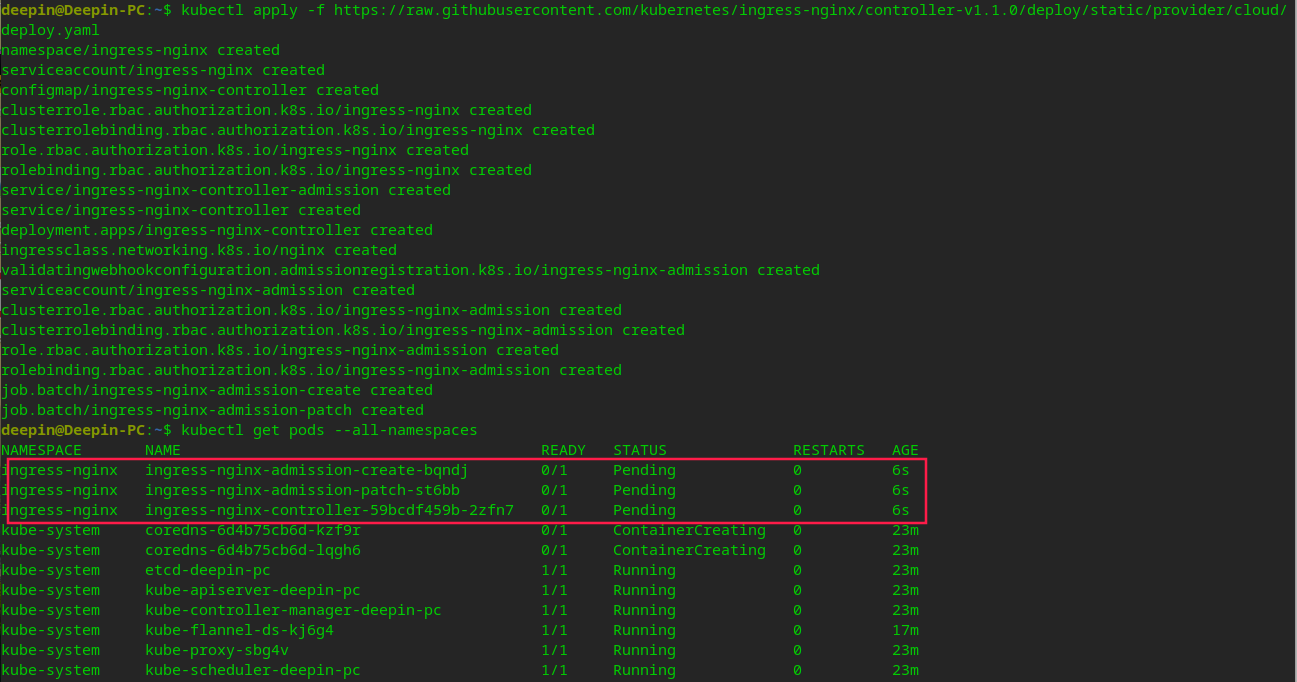 deepin@Deepin-PC:~$ kubectl apply -f https://raw.githubusercontent.com/kubernetes/ingress-nginx/controller-v1.1.0/deploy/static/provider/cloud/
deploy.yaml
namespace/ingress-nginx created
serviceaccount/ingress-nginx created
configmap/ingress-nginx-controller created
clusterrole.rbac.authorization.k8s.io/ingress-nginx created
clusterrolebinding.rbac.authorization.k8s.io/ingress-nginx created
role.rbac.authorization.k8s.io/ingress-nginx created
rolebinding.rbac.authorization.k8s.io/ingress-nginx created
service/ingress-nginx-controller-admission created
service/ingress-nginx-controller created
deployment.apps/ingress-nginx-controller created
ingressclass.networking.k8s.io/nginx created
validatingwebhookconfiguration.admissionregistration.k8s.io/ingress-nginx-admission created
serviceaccount/ingress-nginx-admission created
clusterrole.rbac.authorization.k8s.io/ingress-nginx-admission created
clusterrolebinding.rbac.authorization.k8s.io/ingress-nginx-admission created
role.rbac.authorization.k8s.io/ingress-nginx-admission created
rolebinding.rbac.authorization.k8s.io/ingress-nginx-admission created
job.batch/ingress-nginx-admission-create created
job.batch/ingress-nginx-admission-patch created
deepin@Deepin-PC:~$ kubectl get pods --all-namespaces
NAMESPACE       NAME                                        READY   STATUS              RESTARTS   AGE
ingress-nginx   ingress-nginx-admission-create-bqndj        0/1     Pending             0          6s
ingress-nginx   ingress-nginx-admission-patch-st6bb         0/1     Pending             0          6s
ingress-nginx   ingress-nginx-controller-59bcdf459b-2zfn7   0/1     Pending             0          6s
kube-system     coredns-6d4b75cb6d-kzf9r                    0/1     ContainerCreating   0          23m
kube-system     coredns-6d4b75cb6d-lqgh6                    0/1     ContainerCreating   0          23m
kube-system     etcd-deepin-pc                              1/1     Running             0          23m
kube-system     kube-apiserver-deepin-pc                    1/1     Running             0          23m
kube-system     kube-controller-manager-deepin-pc           1/1     Running             0          23m
kube-system     kube-flannel-ds-kj6g4                       1/1     Running             0          17m
kube-system     kube-proxy-sbg4v                            1/1     Running             0          23m
kube-system     kube-scheduler-deepin-pc                    1/1     Running             0          23m